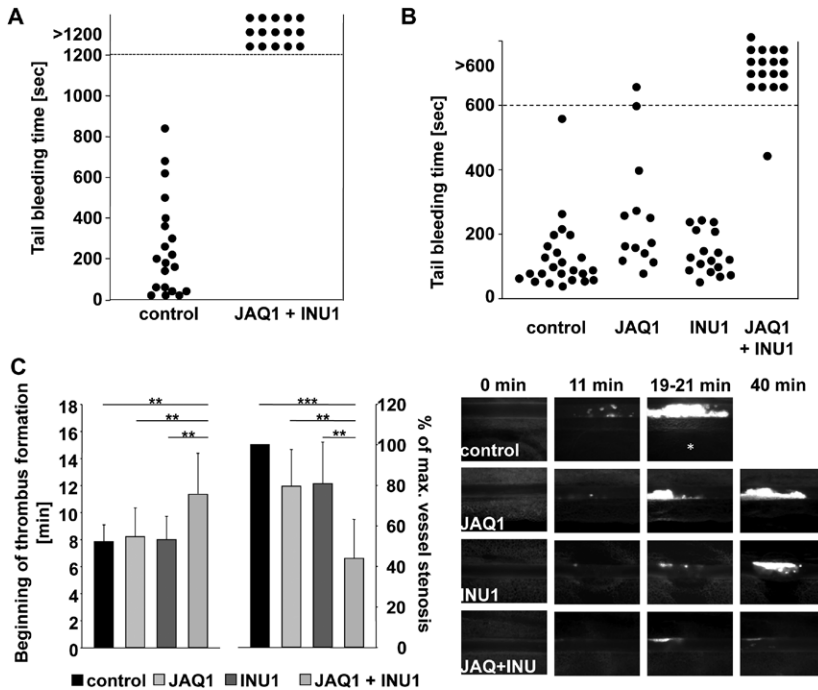 A
Tail bleeding time [sec]
>1200
1200
1000
800
600
400
200
0
control
JAQ1 + INU1
B
Tail bleeding time [sec]
>600
600
400
200
0
control
JAQ1
INU1
JAQ1
+ INU1
C
Beginning of thrombus formation
[min]
18
16
14
12
10
8
6
4
2
0
**
**
**
***
**
**
120
100
80
60
40
20
0
% of max. vessel stenosis
control
JAQ1
INU1
JAQ1 + INU1
0 min
11 min
19-21 min
40 min
control
*
JAQ1
INU1
JAQ+INU